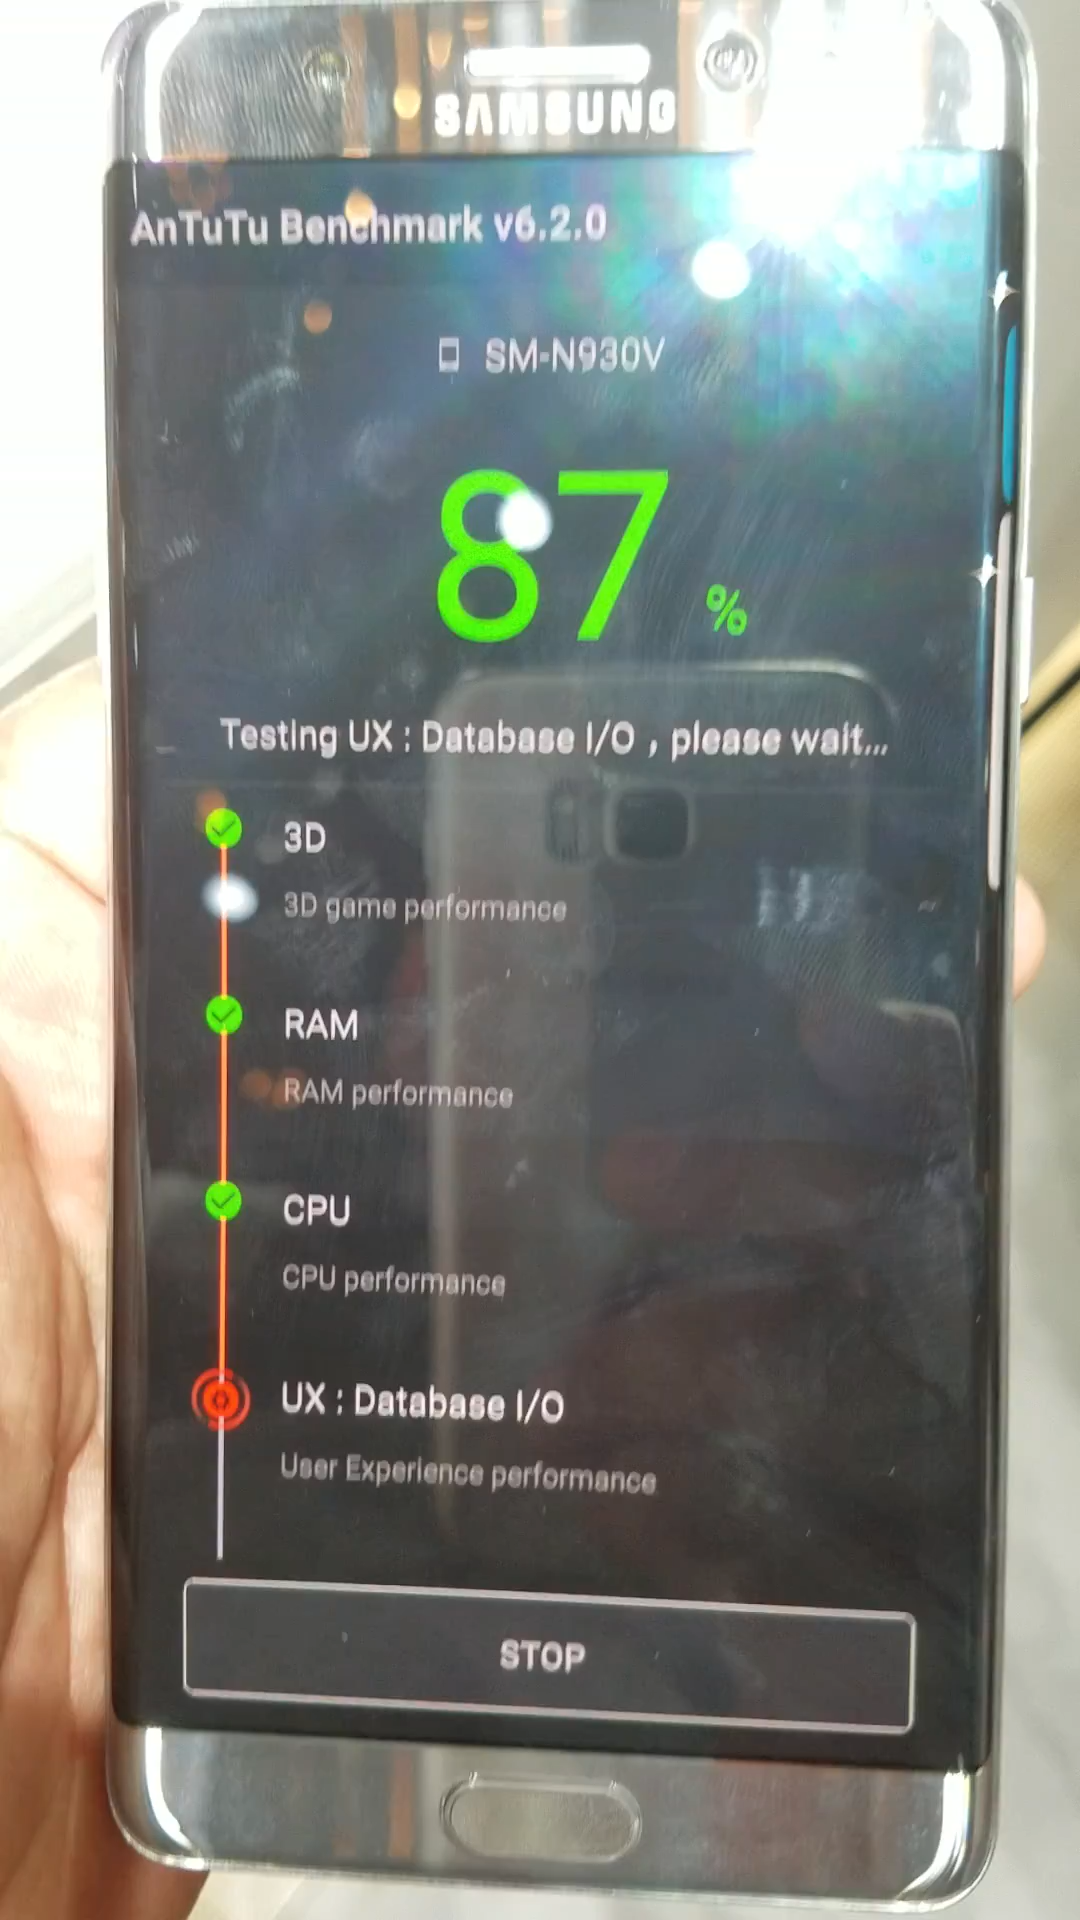 SAMSUNG
AnTuTu Benchmark v6.2.0
SM-N930V
87 %
Testing UX : Database I/O , please wait...
3D
3D game performance
RAM
RAM performance
CPU
CPU performance
UX : Database I/O
User Experience performance
STOP